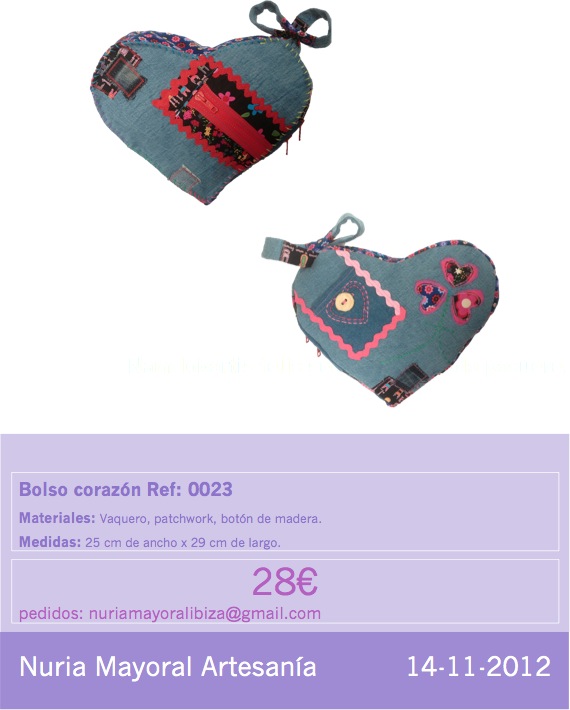 Bolso corazón Ref: 0023
Materiales: Vaquero, patchwork, botón de madera.
Medidas: 25 cm de ancho x 29 cm de largo.
28€
pedidos: nuriamayoralibiza@gmail.com
Nuria Mayoral Artesanía 14-11-2012